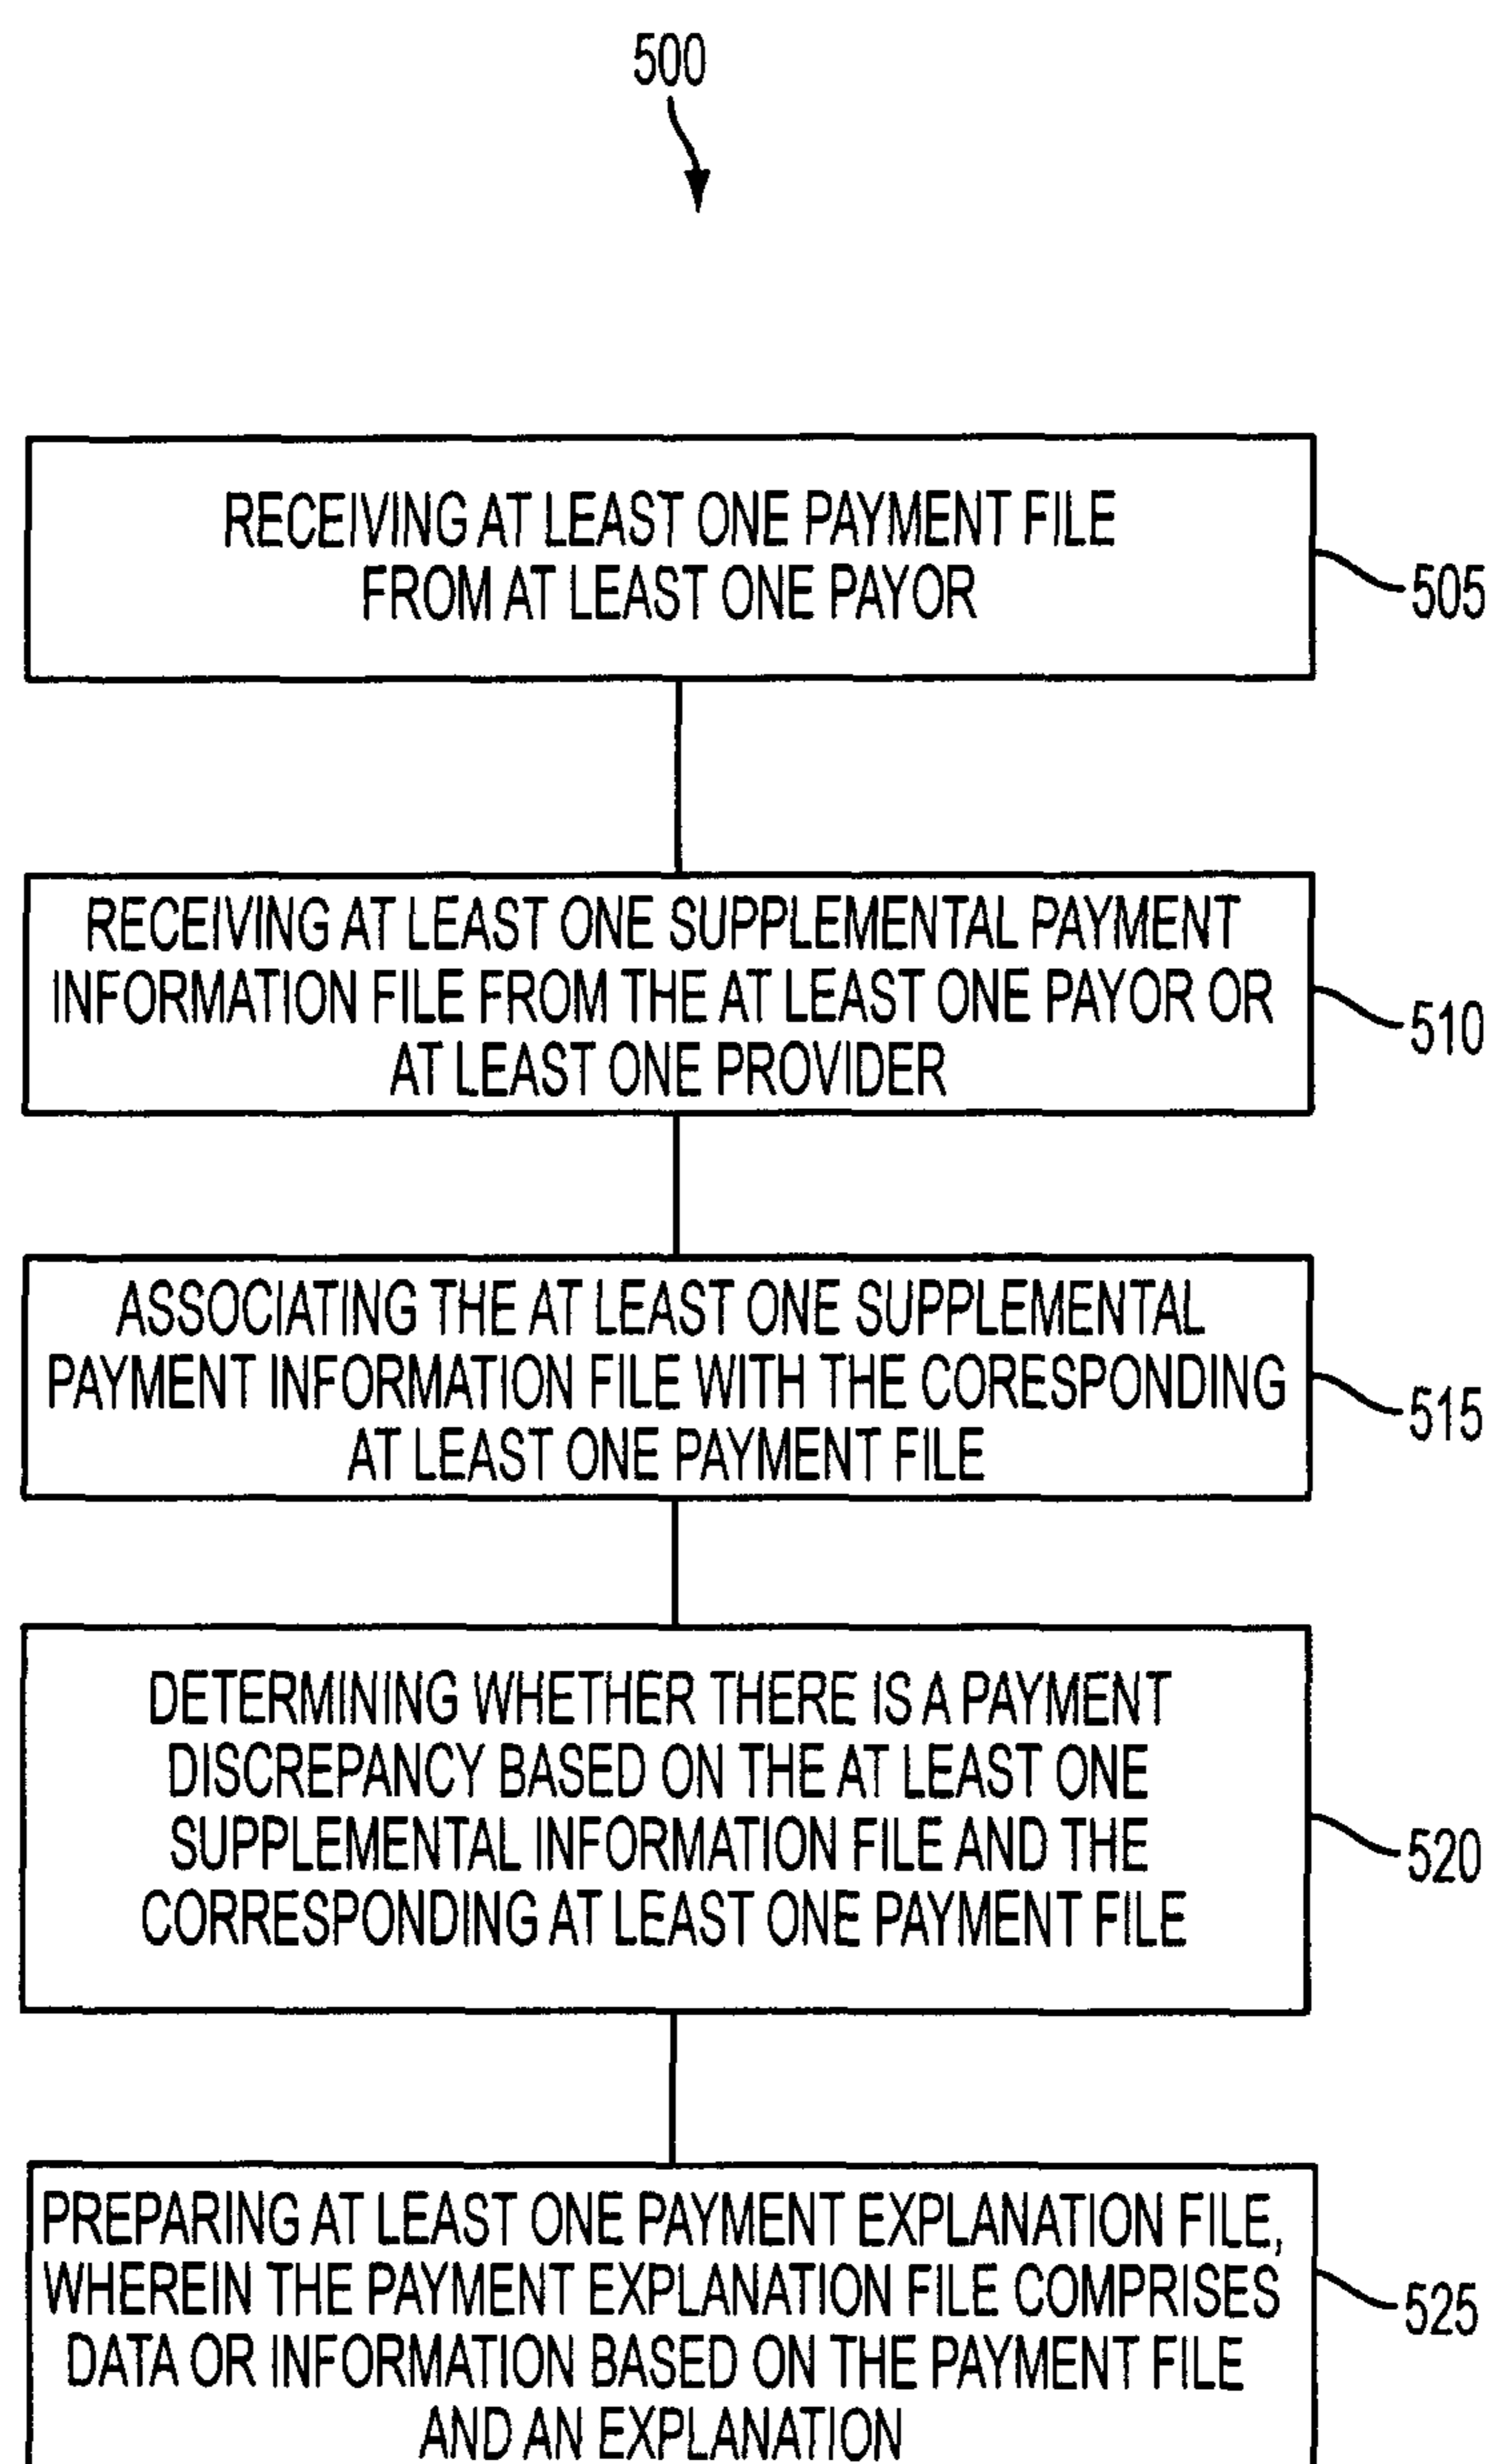 500
RECEIVING AT LEAST ONE PAYMENT FILE
FROM AT LEAST ONE PAYOR
505
RECEIVING AT LEAST ONE SUPPLEMENTAL PAYMENT
INFORMATION FILE FROM THE AT LEAST ONE PAYOR OR
AT LEAST ONE PROVIDER
510
ASSOCIATING THE AT LEAST ONE SUPPLEMENTAL
PAYMENT INFORMATION FILE WITH THE CORESPONDING
AT LEAST ONE PAYMENT FILE
515
DETERMINING WHETHER THERE IS A PAYMENT
DISCREPANCY BASED ON THE AT LEAST ONE
SUPPLEMENTAL INFORMATION FILE AND THE
CORRESPONDING AT LEAST ONE PAYMENT FILE
520
PREPARING AT LEAST ONE PAYMENT EXPLANATION FILE,
WHEREIN THE PAYMENT EXPLANATION FILE COMPRISES
DATA OR INFORMATION BASED ON THE PAYMENT FILE
AND AN EXPLANATION
525